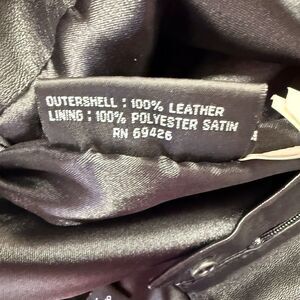 OUTERSHELL : 100% LEATHER
LINING : 100% POLYESTER SATIN
RN 69426